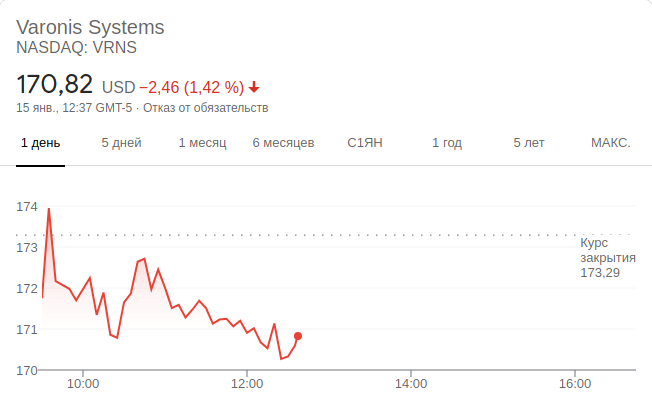 Varonis Systems
NASDAQ: VRNS
170,82 USD −2,46 (1,42 %)
15 янв., 12:37 GMT-5 · Отказ от обязательств
1 день 5 дней 1 месяц 6 месяцев С1ЯН 1 год 5 лет МАКС.
174
173
172
171
170
Курс
закрытия
173,29
10:00 12:00 14:00 16:00